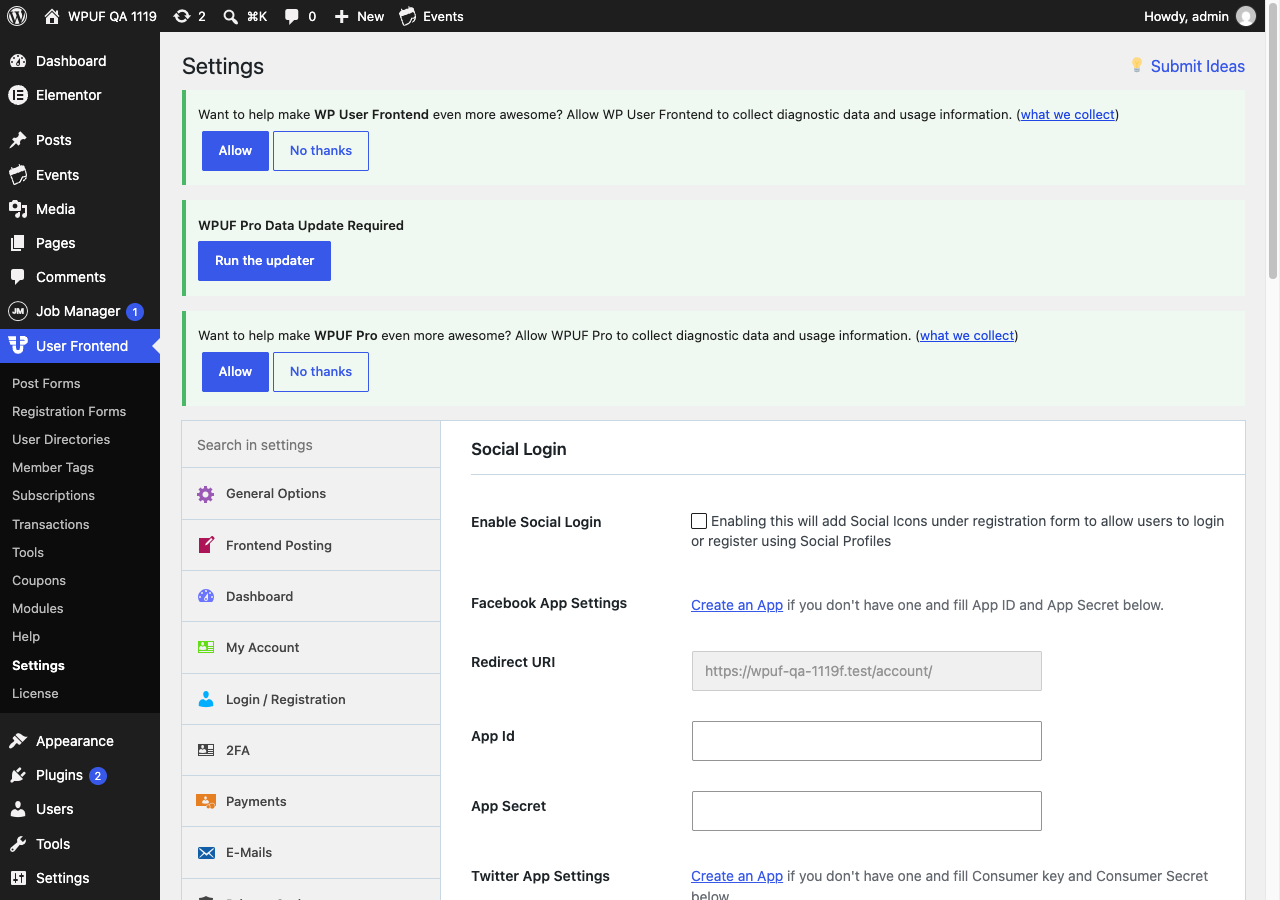 WPUF QA 1119
2
⌘K
0
New
Events
Howdy, admin
Dashboard
Elementor
Posts
Events
Media
Pages
Comments
JM
Job Manager 1
User Frontend
Post Forms
Registration Forms
User Directories
Member Tags
Subscriptions
Transactions
Tools
Coupons
Modules
Help
Settings
License
Appearance
Plugins 2
Users
Tools
Settings
Settings
Submit Ideas
Want to help make WP User Frontend even more awesome? Allow WP User Frontend to collect diagnostic data and usage information. (what we collect)
Allow
No thanks
WPUF Pro Data Update Required
Run the updater
Want to help make WPUF Pro even more awesome? Allow WPUF Pro to collect diagnostic data and usage information. (what we collect)
Allow
No thanks
Search in settings
General Options
Frontend Posting
Dashboard
My Account
Login / Registration
2FA
Payments
E-Mails
Social Login
Enable Social Login
Enabling this will add Social Icons under registration form to allow users to login
or register using Social Profiles
Facebook App Settings
Create an App if you don't have one and fill App ID and App Secret below.
Redirect URI
https://wpuf-qa-1119f.test/account/
App Id
App Secret
Twitter App Settings
Create an App if you don't have one and fill Consumer key and Consumer Secret
below.